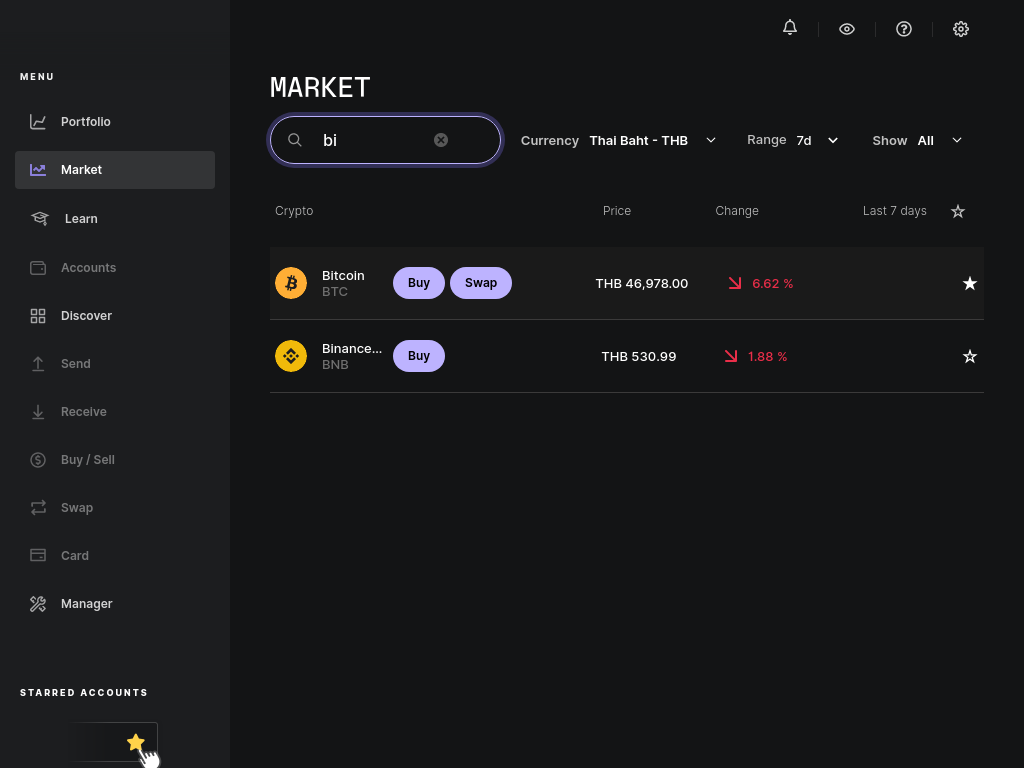 MENU
Portfolio
Market
Learn
Accounts
Discover
Send
Receive
Buy / Sell
Swap
Card
Manager
STARRED ACCOUNTS
MARKET
bi
Currency Thai Baht - THB
Range 7d
Show All
Crypto Price Change Last 7 days
Bitcoin
BTC
Buy Swap THB 46,978.00 6.62 %
Binance...
BNB
Buy THB 530.99 1.88 %